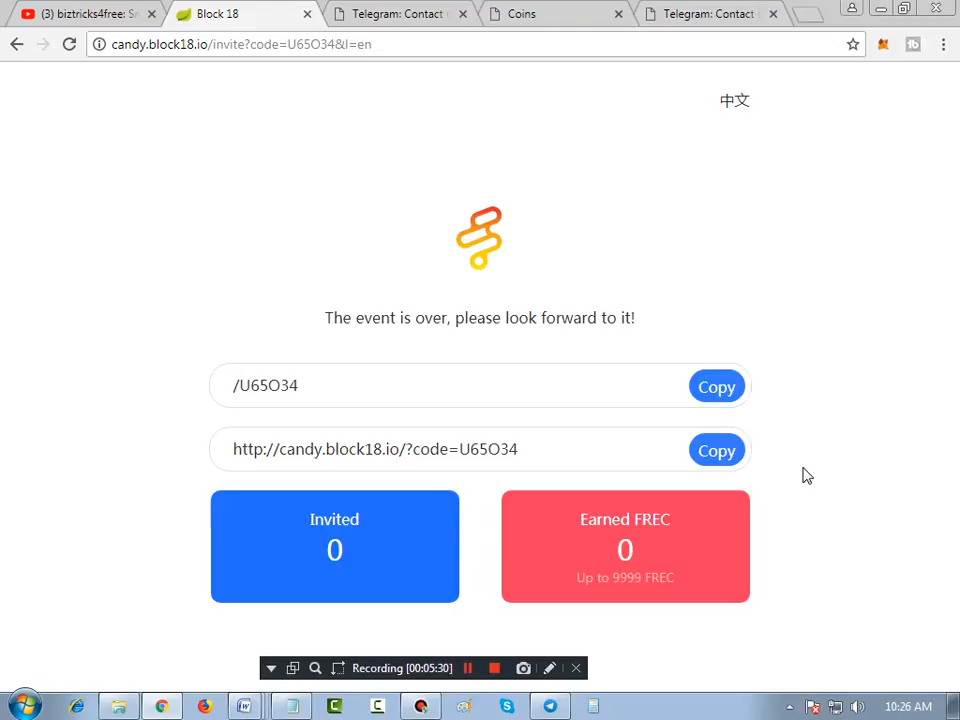 (3) biztricks4free: Sn
Block 18
Telegram: Contact
Coins
Telegram: Contact
candy.block18.io/invite?code=U65O34&l=en
中文
The event is over, please look forward to it!
/U65O34
Copy
http://candy.block18.io/?code=U65O34
Copy
Invited
0
Earned FREC
0
Up to 9999 FREC
Recording [00:05:30]
10:26 AM